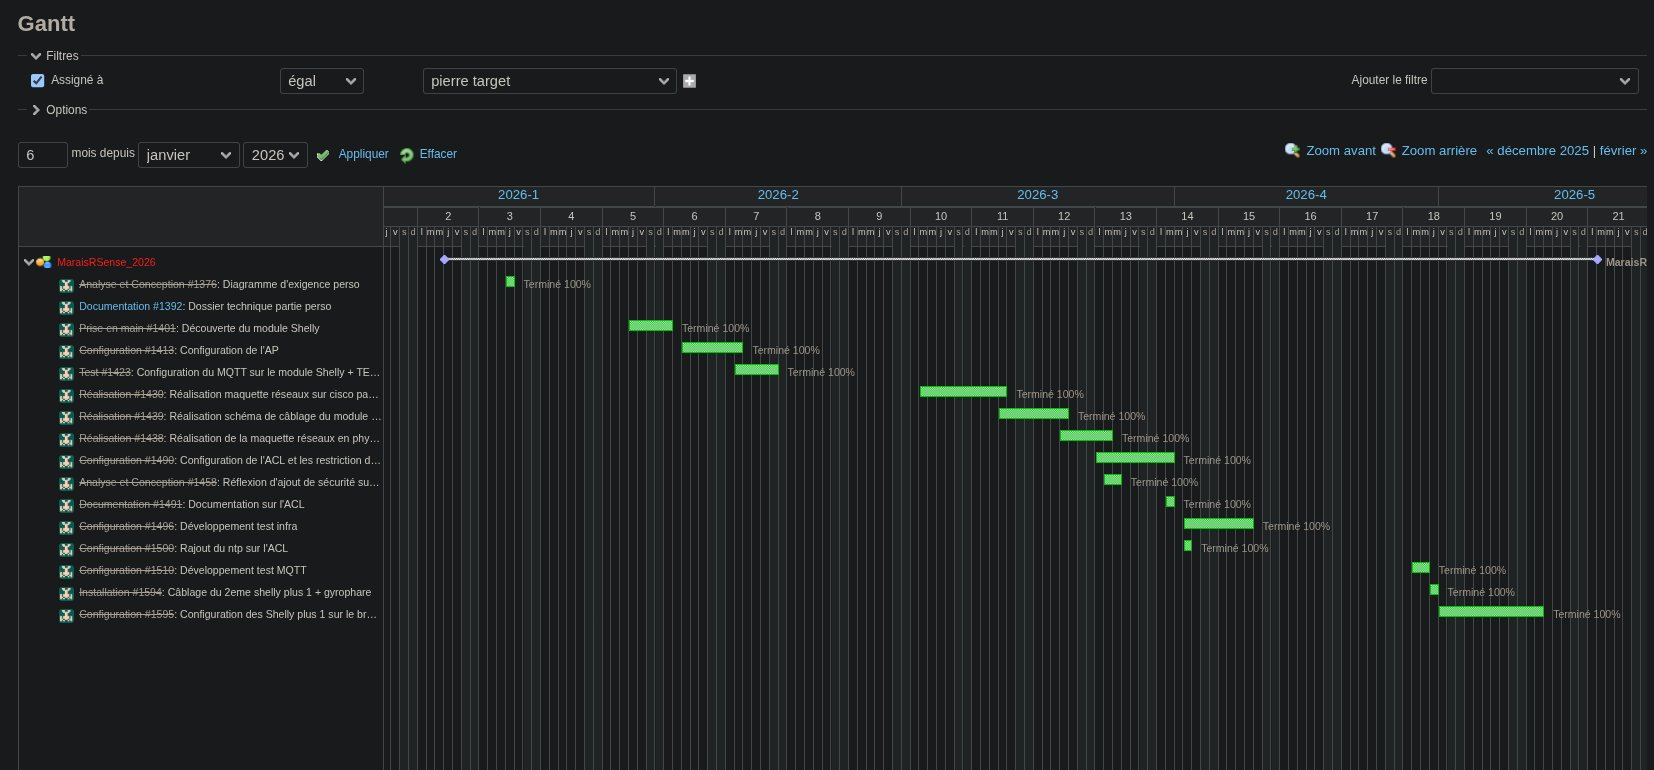 Gantt
Filtres
Assigné à égal pierre target Ajouter le filtre
Options
6 mois depuis janvier 2026 Appliquer Effacer Zoom avant Zoom arrière « décembre 2025 | février »
2026-1 2026-2 2026-3 2026-4 2026-5
2 3 4 5 6 7 8 9 10 11 12 13 14 15 16 17 18 19 20 21
j v s d l m m j v s d l m m j v s d l m m j v s d l m m j v s d l m m j v s d l m m j v s d l m m j v s d l m m j v s d l m m j v s d l m m j v s d l m m j v s d l m m j v s d l m m j v s d l m m j v s d l m m j v s d l m m j v s d l m m j v s d l m m j v s d l m m j v s d l m m j v s d
MaraisRSense_2026 MaraisR
Analyse et Conception #1376: Diagramme d'exigence perso Terminé 100%
Documentation #1392: Dossier technique partie perso
Prise en main #1401: Découverte du module Shelly Terminé 100%
Configuration #1413: Configuration de l'AP Terminé 100%
Test #1423: Configuration du MQTT sur le module Shelly + TE... Terminé 100%
Réalisation #1430: Réalisation maquette réseaux sur cisco pa... Terminé 100%
Réalisation #1439: Réalisation schéma de câblage du module ... Terminé 100%
Réalisation #1438: Réalisation de la maquette réseaux en phy... Terminé 100%
Configuration #1490: Configuration de l'ACL et les restriction d... Terminé 100%
Analyse et Conception #1458: Réflexion d'ajout de sécurité su... Terminé 100%
Documentation #1491: Documentation sur l'ACL Terminé 100%
Configuration #1496: Développement test infra Terminé 100%
Configuration #1500: Rajout du ntp sur l'ACL Terminé 100%
Configuration #1510: Développement test MQTT Terminé 100%
Installation #1594: Câblage du 2eme shelly plus 1 + gyrophare Terminé 100%
Configuration #1595: Configuration des Shelly plus 1 sur le br... Terminé 100%